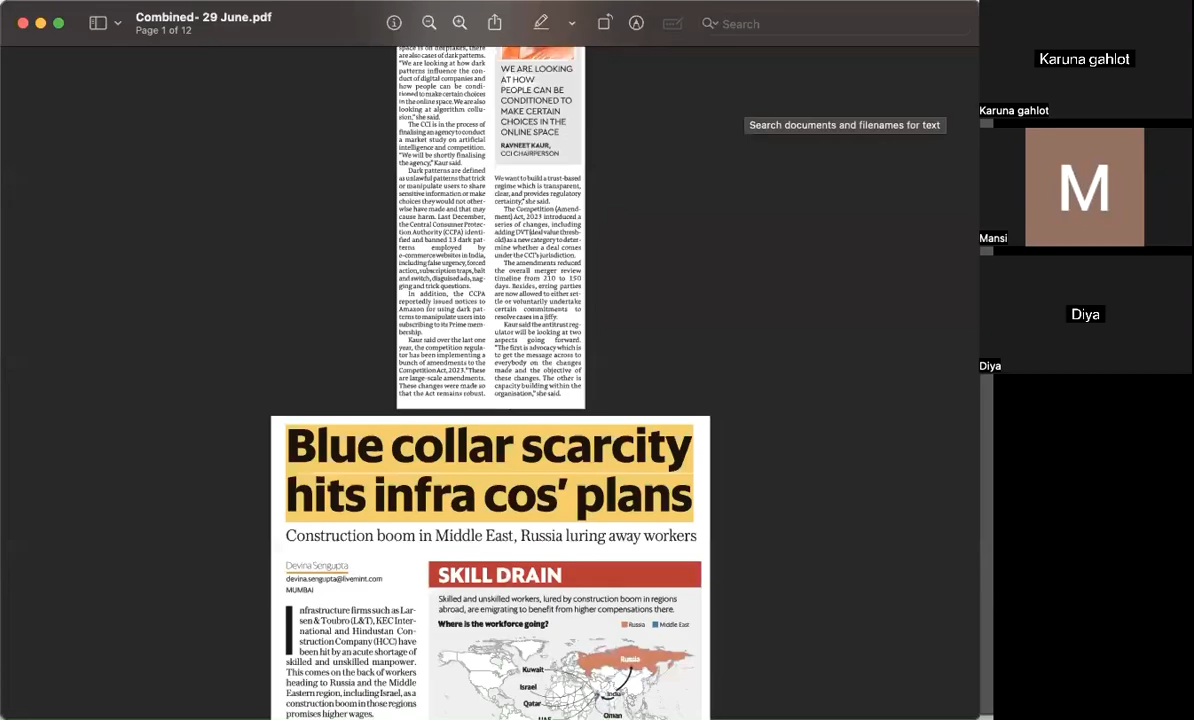 Combined- 29 June.pdf
Page 1 of 12
Search
Search documents and filenames for text
space is on deepfakes, there
are also cases of dark patterns.
"We are looking at how dark
patterns influence the con-
duct of digital companies and
how people can be condi-
tioned to make certain choices
in the online space. We are also
looking at algorithm collu-
sion," she said.
The CCI is in the process of
finalising an agency to conduct
a market study on artificial
intelligence and competition.
"We will be shortly finalising
the agency," Kaur said.
Dark patterns are defined
as unlawful patterns that trick
or manipulate users to share
sensitive information or make
choices they would not other-
wise have made and that may
cause harm. Last December,
the Central Consumer Protec-
tion Authority (CCPA) identi-
fied and banned 13 dark pat-
terns employed by
e-commerce websites in India,
including false urgency, forced
action, subscription traps, bait
and switch, disguised ads, nag-
ging and trick questions.
In addition, the CCPA
reportedly issued notices to
Amazon for using dark pat-
terns to manipulate users into
subscribing to its Prime mem-
bership.
Kaur said over the last one
year, the competition regula-
tor has been implementing a
bunch of amendments to the
Competition Act, 2023. "These
are large-scale amendments.
These changes were made so
that the Act remains robust.
WE ARE LOOKING
AT HOW
PEOPLE CAN BE
CONDITIONED TO
MAKE CERTAIN
CHOICES IN THE
ONLINE SPACE
RAVNEET KAUR,
CCI CHAIRPERSON
We want to build a trust-based
regime which is transparent,
clear, and provides regulatory
certainty," she said.
The Competition (Amend-
ment) Act, 2023 introduced a
series of changes, including
adding DVT (deal value thresh-
old) as a new category to deter-
mine whether a deal comes
under the CCI's jurisdiction.
The amendments reduced
the overall merger review
timeline from 210 to 150
days. Besides, erring parties
are now allowed to either set-
tle or voluntarily undertake
certain commitments to
resolve cases in a jiffy.
Kaur said the antitrust reg-
ulator will be looking at two
aspects going forward.
"The first is advocacy which is
to get the message across to
everybody on the changes
made and the objective of
these changes. The other is
capacity building within the
organisation," she said.
Blue collar scarcity
hits infra cos' plans
Construction boom in Middle East, Russia luring away workers
Devina Sengupta
devina.sengupta@livemint.com
MUMBAI
Infrastructure firms such as Lar-
sen & Toubro (L&T), KEC Inter-
national and Hindustan Con-
struction Company (HCC) have
been hit by an acute shortage of
skilled and unskilled manpower.
This comes on the back of workers
heading to Russia and the Middle
Eastern region, including Israel, as a
construction boom in those regions
promises higher wages.
SKILL DRAIN
Skilled and unskilled workers, lured by construction boom in regions
abroad, are emigrating to benefit from higher compensations there.
Where is the workforce going?
Russia
Middle East
Russia
Kuwait
Israel
India
Qatar
Oman
UAE
Karuna gahlot
Karuna gahlot
M
Mansi
Diya
Diya